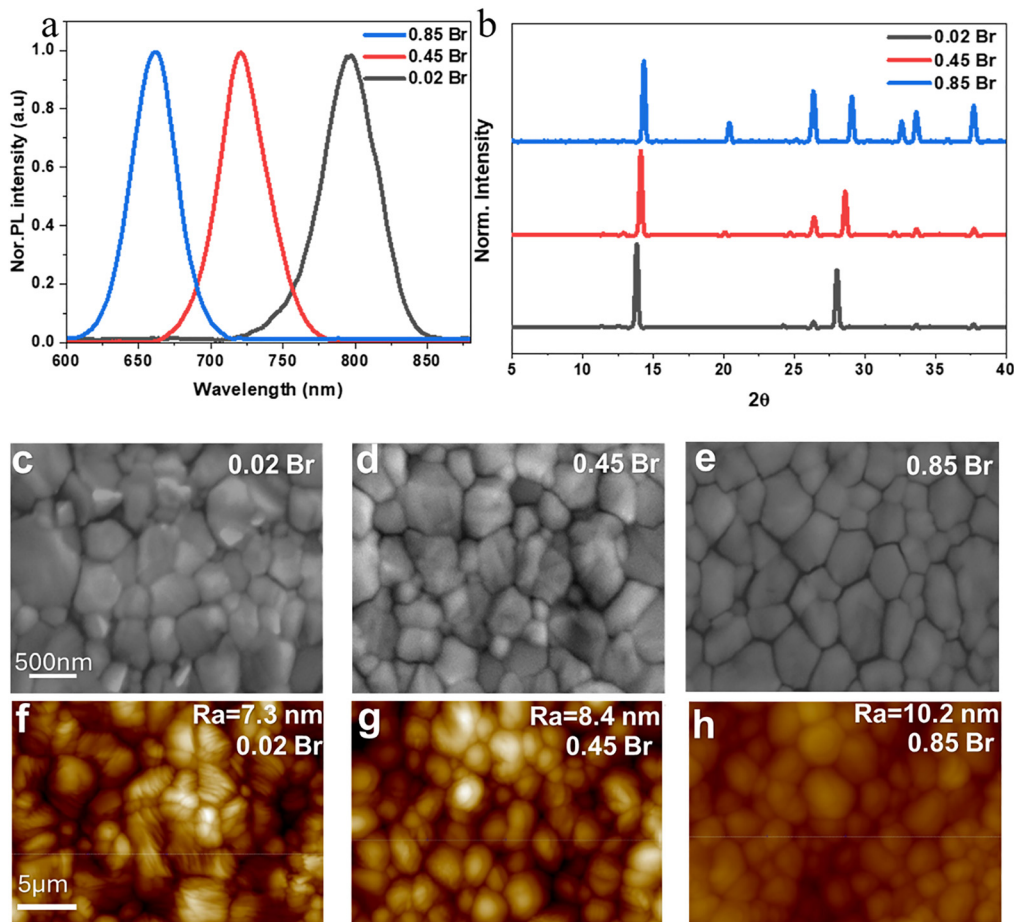 a
0.85 Br
0.45 Br
0.02 Br
Nor.PL intensity (a.u)
1.0
0.8
0.6
0.4
0.2
0.0
600 650 700 750 800 850
Wavelength (nm)
b
0.02 Br
0.45 Br
0.85 Br
Norm. Intensity
5 10 15 20 25 30 35 40
2θ
c
0.02 Br
500nm
d
0.45 Br
e
0.85 Br
f
Ra=7.3 nm
0.02 Br
5μm
g
Ra=8.4 nm
0.45 Br
h
Ra=10.2 nm
0.85 Br